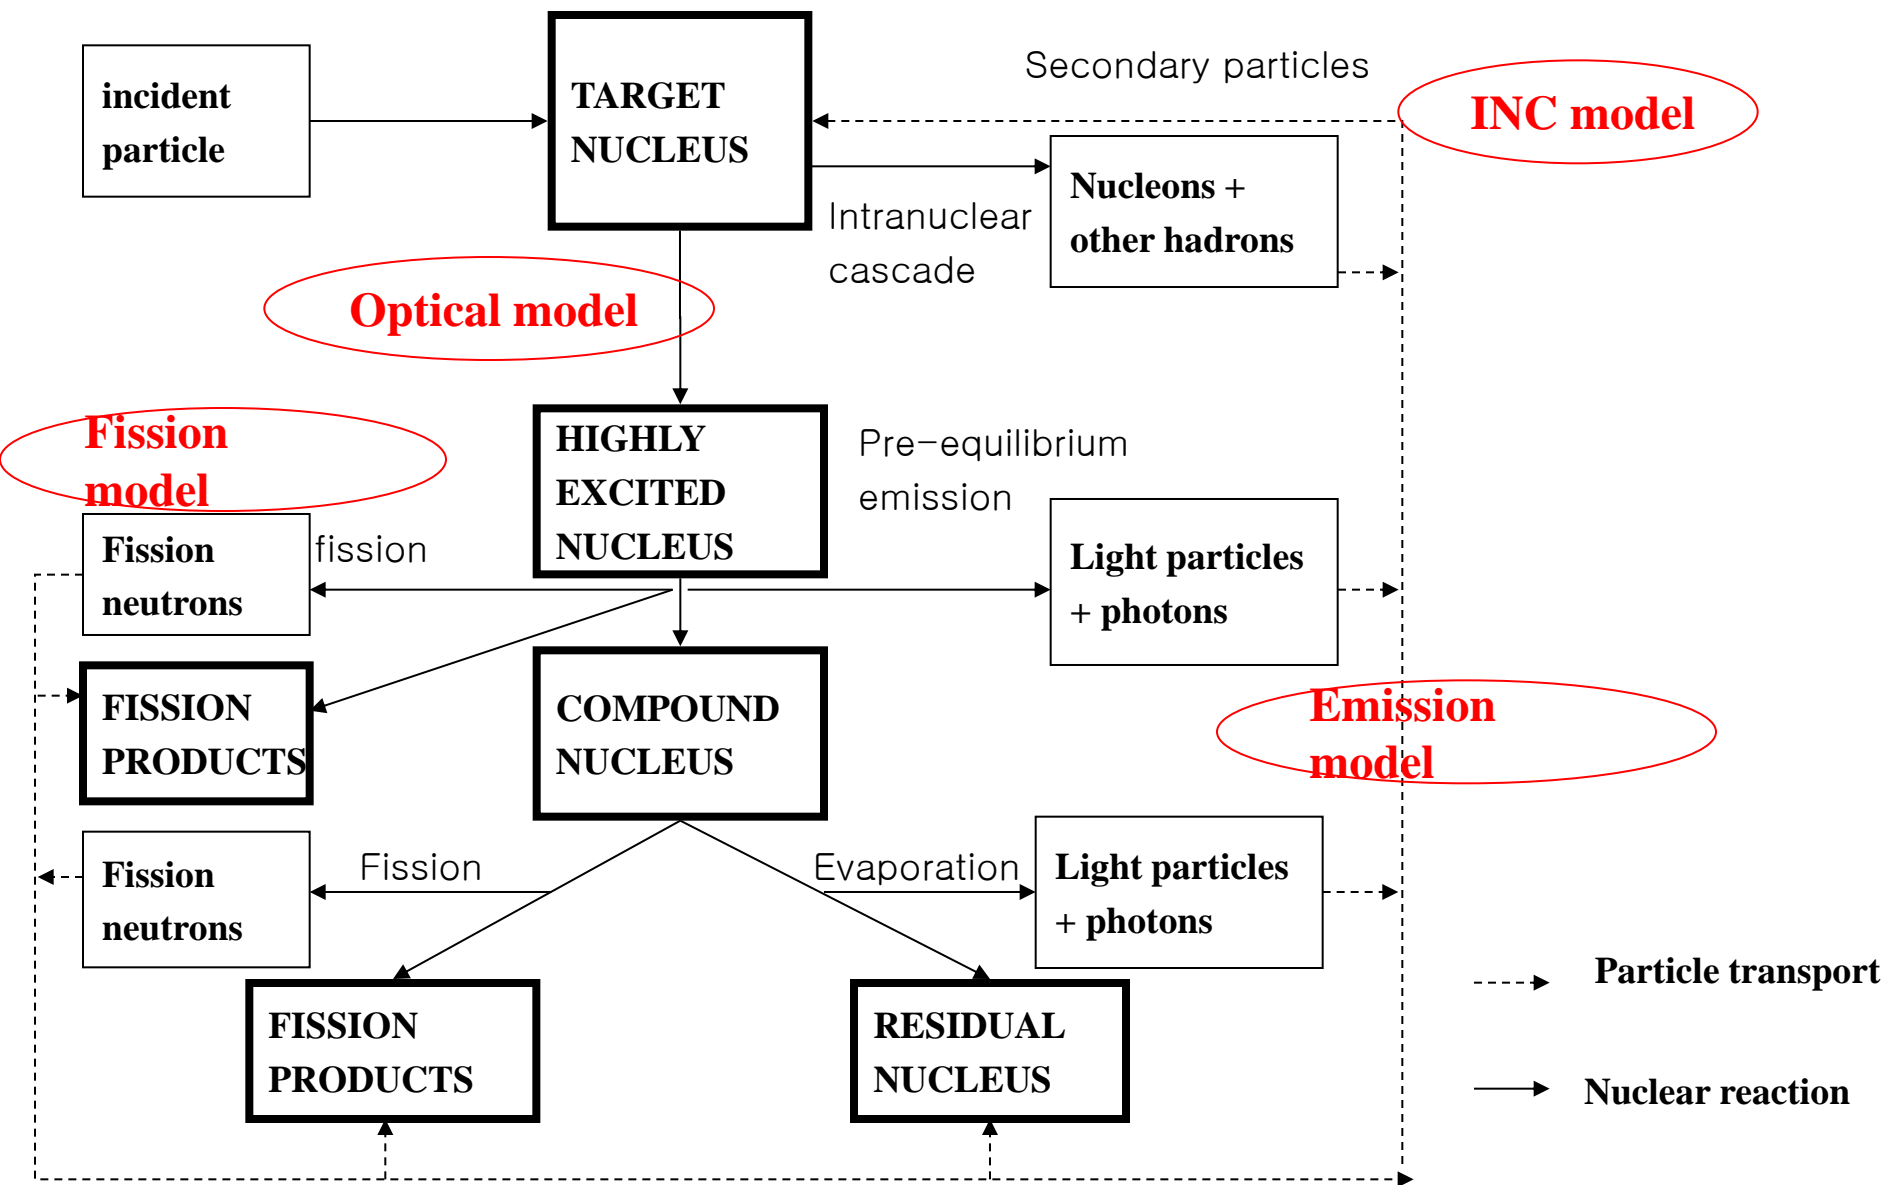 incident
particle
TARGET
NUCLEUS
Secondary particles
INC model
Nucleons +
other hadrons
Intranuclear
cascade
Optical model
Fission
model
HIGHLY
EXCITED
NUCLEUS
Pre-equilibrium
emission
Fission
neutrons
fission
Light particles
+ photons
FISSION
PRODUCTS
COMPOUND
NUCLEUS
Emission
model
Fission
neutrons
Fission
Evaporation
Light particles
+ photons
Particle transport
FISSION
PRODUCTS
RESIDUAL
NUCLEUS
Nuclear reaction